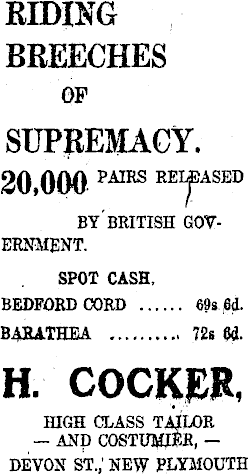 RIDING
BREECHES
OF
SUPREMACY.
20,000 PAIRS RELEASED
BY BRITISH GOV-
ERNMENT.
SPOT CASH,
BEDFORD CORD ...... 69s 6d.
BARATHEA ......... 72s 6d.
H. COCKER,
HIGH CLASS TAILOR
— AND COSTUMIER, —
DEVON ST., NEW PLYMOUTH